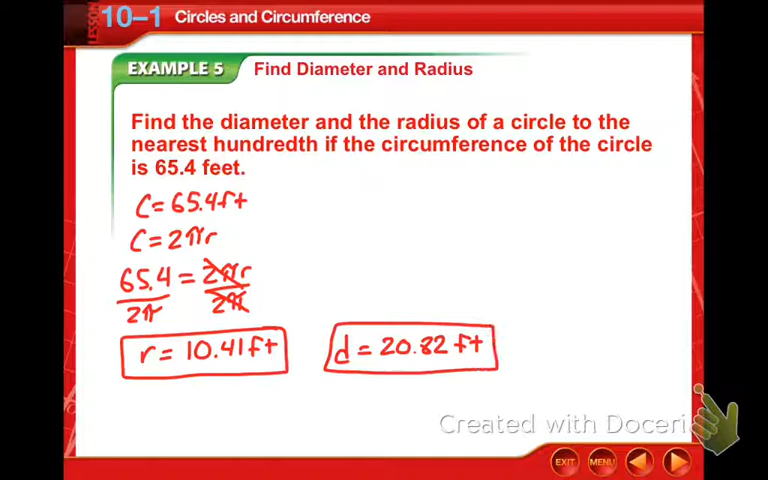 LESSON 10–1 Circles and Circumference
EXAMPLE 5 Find Diameter and Radius
Find the diameter and the radius of a circle to the
nearest hundredth if the circumference of the circle
is 65.4 feet.
C = 65.4 ft
C = 2πr
65.4 = 2πr
2π 2π
r = 10.41 ft d = 20.82 ft
Created with Doceri
EXIT MENU